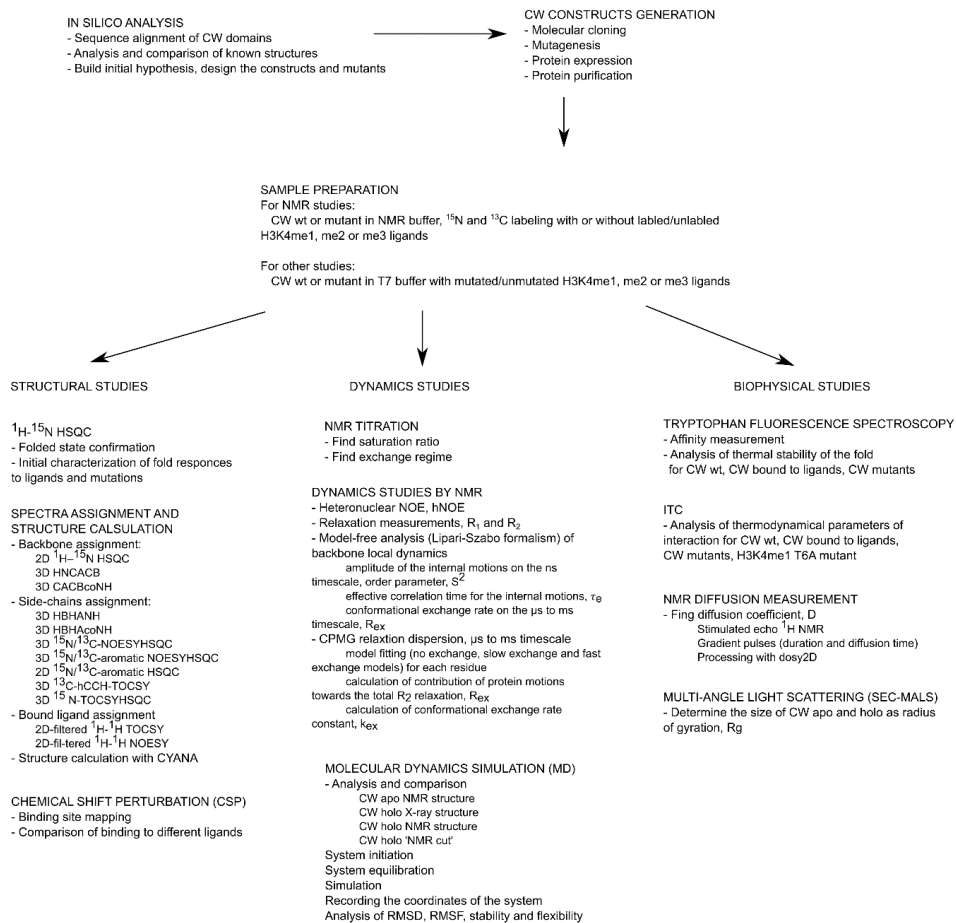 IN SILICO ANALYSIS
- Sequence alignment of CW domains
- Analysis and comparison of known structures
- Build initial hypothesis, design the constructs and mutants
CW CONSTRUCTS GENERATION
- Molecular cloning
- Mutagenesis
- Protein expression
- Protein purification
SAMPLE PREPARATION
For NMR studies:
CW wt or mutant in NMR buffer, ¹⁵N and ¹³C labeling with or without labled/unlabled
H3K4me1, me2 or me3 ligands
For other studies:
CW wt or mutant in T7 buffer with mutated/unmutated H3K4me1, me2 or me3 ligands
STRUCTURAL STUDIES
¹H-¹⁵N HSQC
- Folded state confirmation
- Initial characterization of fold responces
to ligands and mutations
SPECTRA ASSIGNMENT AND
STRUCTURE CALSULATION
- Backbone assignment:
2D ¹H–¹⁵N HSQC
3D HNCACB
3D CACBcoNH
- Side-chains assignment:
3D HBHANH
3D HBHAcoNH
3D ¹⁵N/¹³C-NOESYHSQC
3D ¹⁵N/¹³C-aromatic NOESYHSQC
2D ¹⁵N/¹³C-aromatic HSQC
3D ¹³C-hCCH-TOCSY
3D ¹⁵ N-TOCSYHSQC
- Bound ligand assignment
2D-filtered ¹H-¹H TOCSY
2D-fil-tered ¹H-¹H NOESY
- Structure calculation with CYANA
CHEMICAL SHIFT PERTURBATION (CSP)
- Binding site mapping
- Comparison of binding to different ligands
DYNAMICS STUDIES
NMR TITRATION
- Find saturation ratio
- Find exchange regime
DYNAMICS STUDIES BY NMR
- Heteronuclear NOE, hNOE
- Relaxation measurements, R₁ and R₂
- Model-free analysis (Lipari-Szabo formalism) of
backbone local dynamics
amplitude of the internal motions on the ns
timescale, order parameter, S²
effective correlation time for the internal motions, τₑ
conformational exchange rate on the µs to ms
timescale, Rₑₓ
- CPMG relaxtion dispersion, µs to ms timescale
model fitting (no exchange, slow exchange and fast
exchange models) for each residue
calculation of contribution of protein motions
towards the total R₂ relaxation, Rₑₓ
calculation of conformational exchange rate
constant, kₑₓ
MOLECULAR DYNAMICS SIMULATION (MD)
- Analysis and comparison
CW apo NMR structure
CW holo X-ray structure
CW holo NMR structure
CW holo 'NMR cut'
System initiation
System equilibration
Simulation
Recording the coordinates of the system
Analysis of RMSD, RMSF, stability and flexibility
BIOPHYSICAL STUDIES
TRYPTOPHAN FLUORESCENCE SPECTROSCOPY
- Affinity measurement
- Analysis of thermal stability of the fold
for CW wt, CW bound to ligands, CW mutants
ITC
- Analysis of thermodynamical parameters of
interaction for CW wt, CW bound to ligands,
CW mutants, H3K4me1 T6A mutant
NMR DIFFUSION MEASUREMENT
- Fing diffusion coefficient, D
Stimulated echo ¹H NMR
Gradient pulses (duration and diffusion time)
Processing with dosy2D
MULTI-ANGLE LIGHT SCATTERING (SEC-MALS)
- Determine the size of CW apo and holo as radius
of gyration, Rg